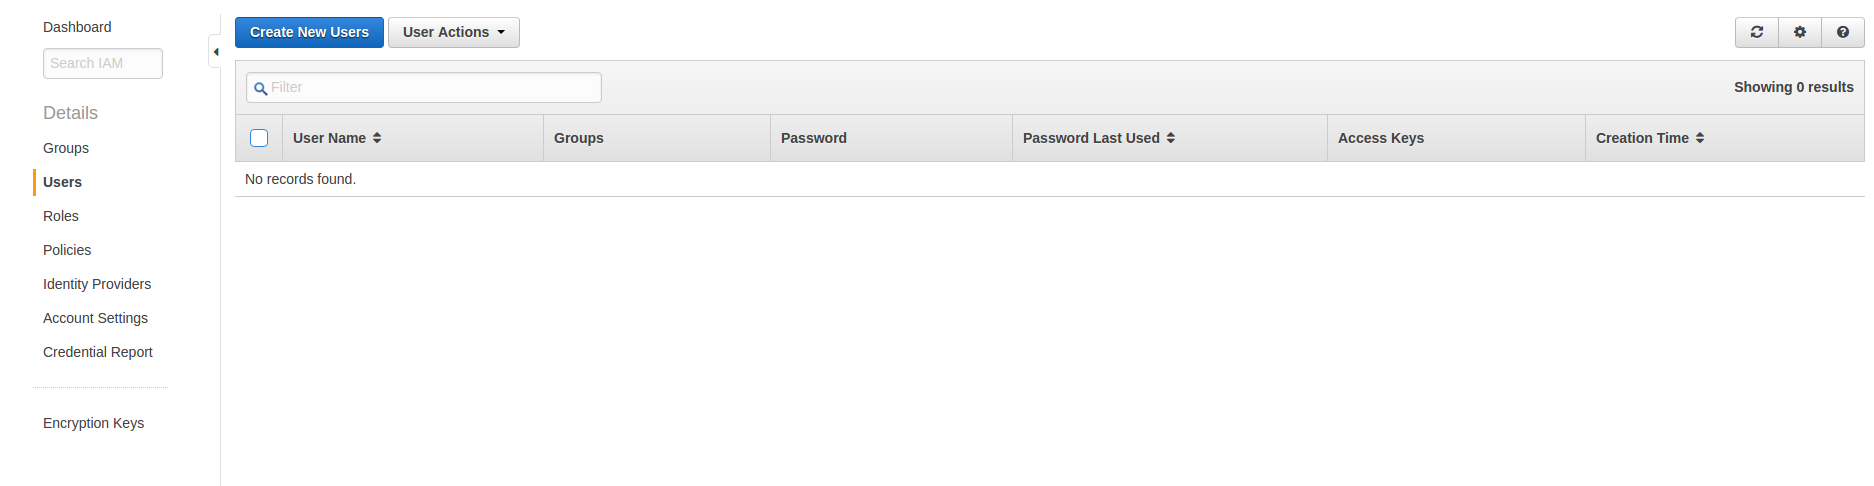 Dashboard
Search IAM
Details
Groups
Users
Roles
Policies
Identity Providers
Account Settings
Credential Report
Encryption Keys
Create New Users User Actions
Filter Showing 0 results
User Name Groups Password Password Last Used Access Keys Creation Time
No records found.